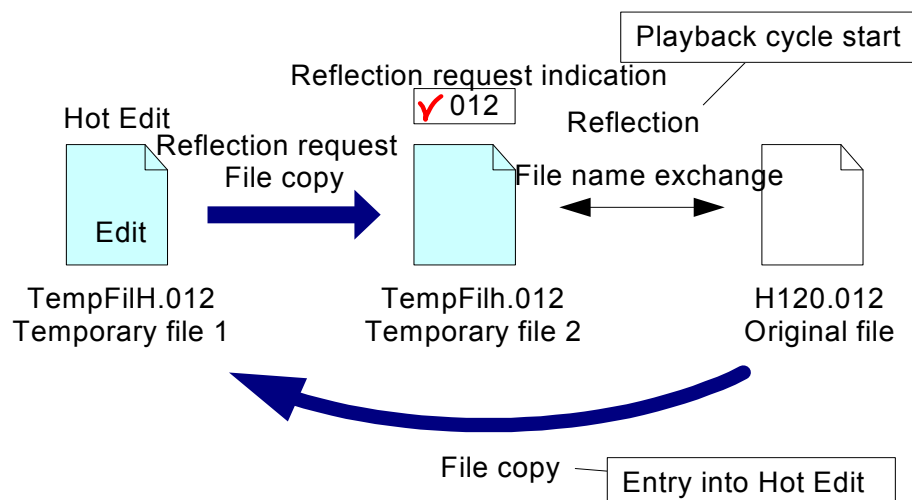 Playback cycle start
Reflection request indication
012
Reflection
Hot Edit
Reflection request
File copy
File name exchange
Edit
TempFilH.012
Temporary file 1
TempFilh.012
Temporary file 2
H120.012
Original file
File copy
Entry into Hot Edit